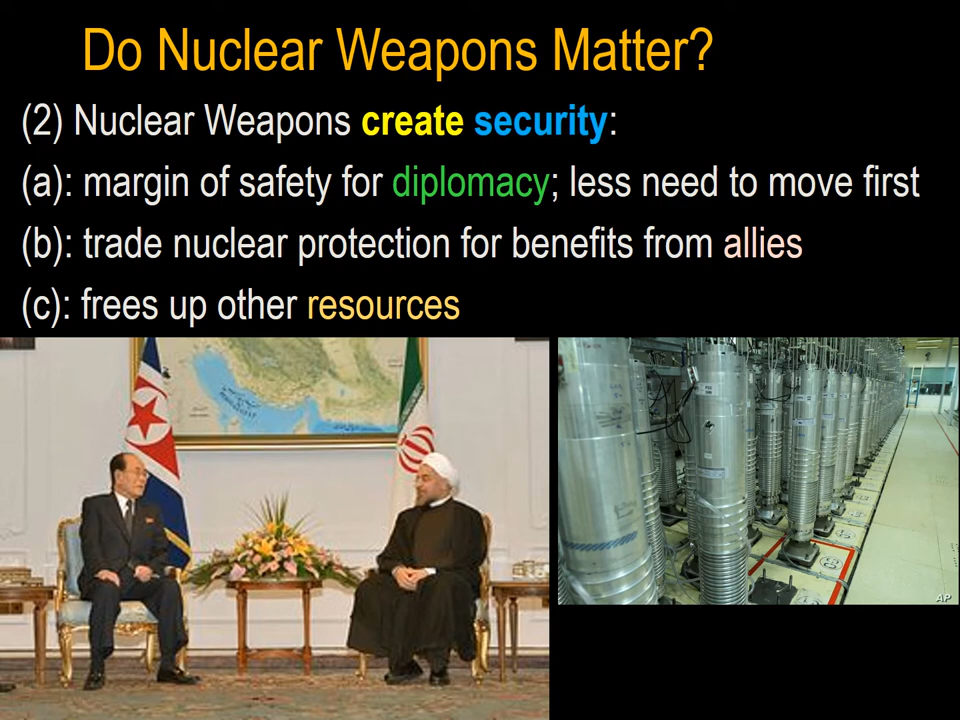 Do Nuclear Weapons Matter?
(2) Nuclear Weapons create security:
(a): margin of safety for diplomacy; less need to move first
(b): trade nuclear protection for benefits from allies
(c): frees up other resources
AP